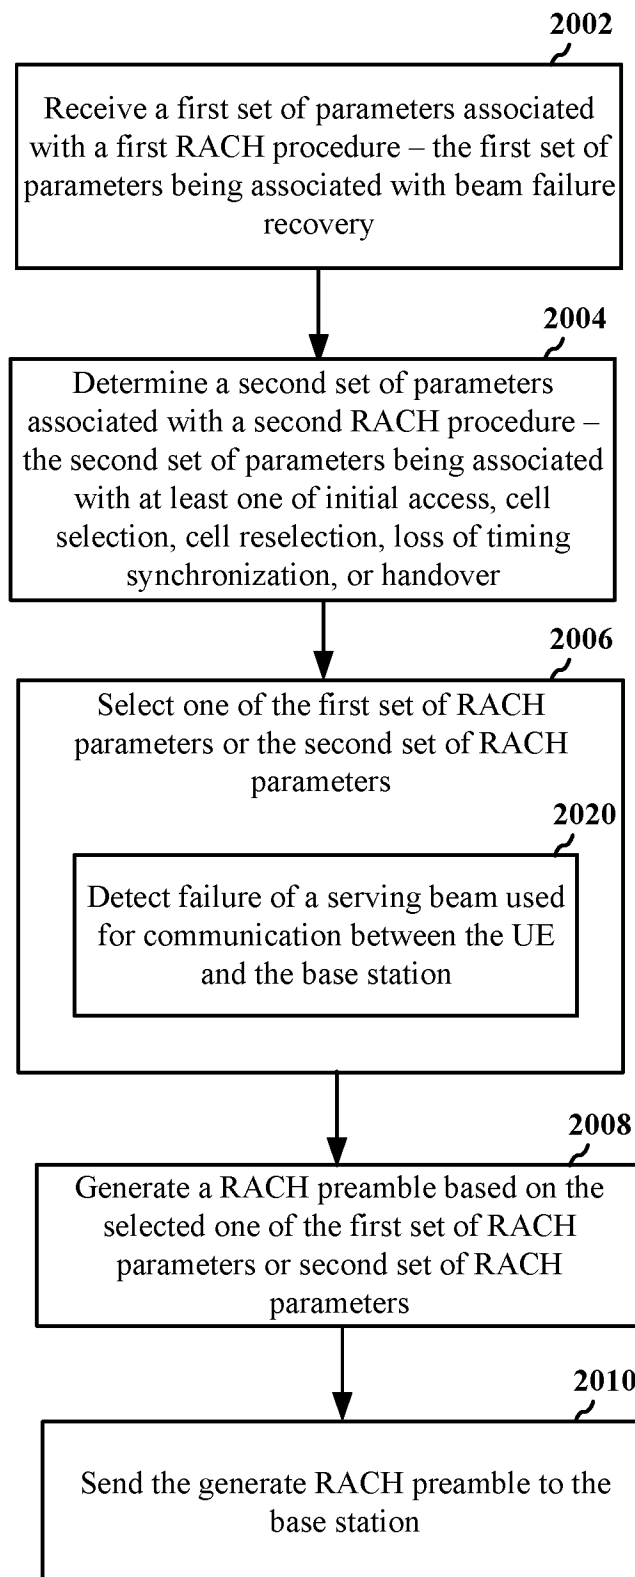 2002
Receive a first set of parameters associated
with a first RACH procedure – the first set of
parameters being associated with beam failure
recovery
2004
Determine a second set of parameters
associated with a second RACH procedure –
the second set of parameters being associated
with at least one of initial access, cell
selection, cell reselection, loss of timing
synchronization, or handover
2006
Select one of the first set of RACH
parameters or the second set of RACH
parameters
2020
Detect failure of a serving beam used
for communication between the UE
and the base station
2008
Generate a RACH preamble based on the
selected one of the first set of RACH
parameters or second set of RACH
parameters
2010
Send the generate RACH preamble to the
base station